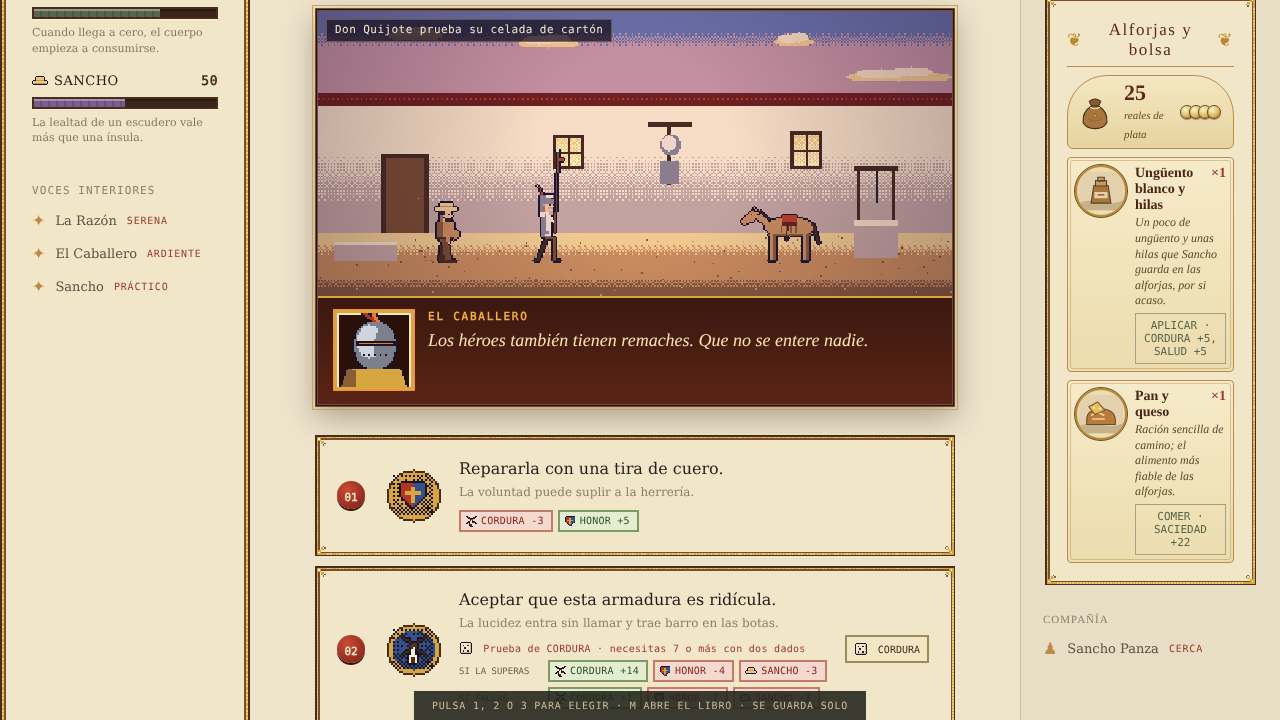 Cuando llega a cero, el cuerpo
empieza a consumirse.
SANCHO 50
La lealtad de un escudero vale
más que una ínsula.
VOCES INTERIORES
La Razón SERENA
El Caballero ARDIENTE
Sancho PRÁCTICO
Don Quijote prueba su celada de cartón
EL CABALLERO
Los héroes también tienen remaches. Que no se entere nadie.
01
Repararla con una tira de cuero.
La voluntad puede suplir a la herrería.
CORDURA -3 HONOR +5
02
Aceptar que esta armadura es ridícula.
La lucidez entra sin llamar y trae barro en las botas.
Prueba de CORDURA · necesitas 7 o más con dos dados
CORDURA
SI LA SUPERAS CORDURA +14 HONOR -4 SANCHO -3
PULSA 1, 2 O 3 PARA ELEGIR · M ABRE EL LIBRO · SE GUARDA SOLO
Alforjas y
bolsa
25
reales de
plata
Ungüento ×1
blanco y
hilas
Un poco de
ungüento y unas
hilas que Sancho
guarda en las
alforjas, por si
acaso.
APLICAR ·
CORDURA +5,
SALUD +5
Pan y ×1
queso
Ración sencilla de
camino; el
alimento más
fiable de las
alforjas.
COMER ·
SACIEDAD
+22
COMPAÑÍA
Sancho Panza CERCA